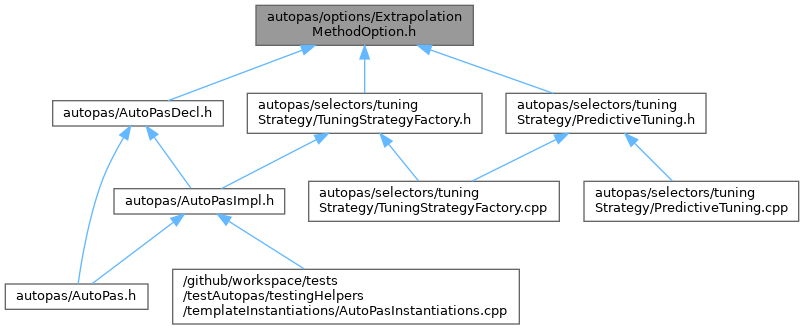 autopas/options/Extrapolation
MethodOption.h
autopas/AutoPasDecl.h
autopas/selectors/tuning
Strategy/TuningStrategyFactory.h
autopas/selectors/tuning
Strategy/PredictiveTuning.h
autopas/AutoPasImpl.h
autopas/selectors/tuning
Strategy/TuningStrategyFactory.cpp
autopas/selectors/tuning
Strategy/PredictiveTuning.cpp
autopas/AutoPas.h
/github/workspace/tests
/testAutopas/testingHelpers
/templateInstantiations/AutoPasInstantiations.cpp